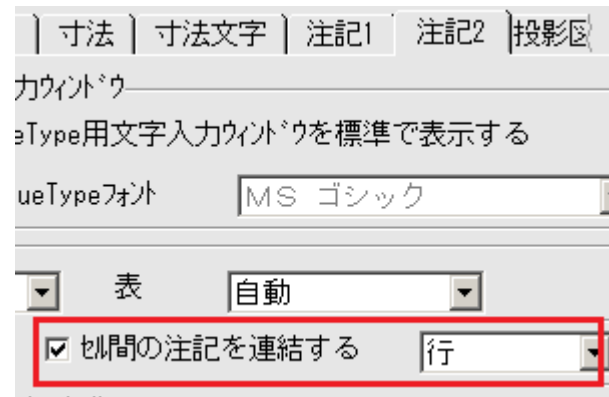 寸法 寸法文字 注記1 注記2 投影区
力ｳｨﾝﾄﾞｳ
eType用文字入力ｳｨﾝﾄﾞｳを標準で表示する
ueTypeﾌｫﾝﾄ ＭＳ ゴシック
表 自動
ｾﾙ間の注記を連結する 行